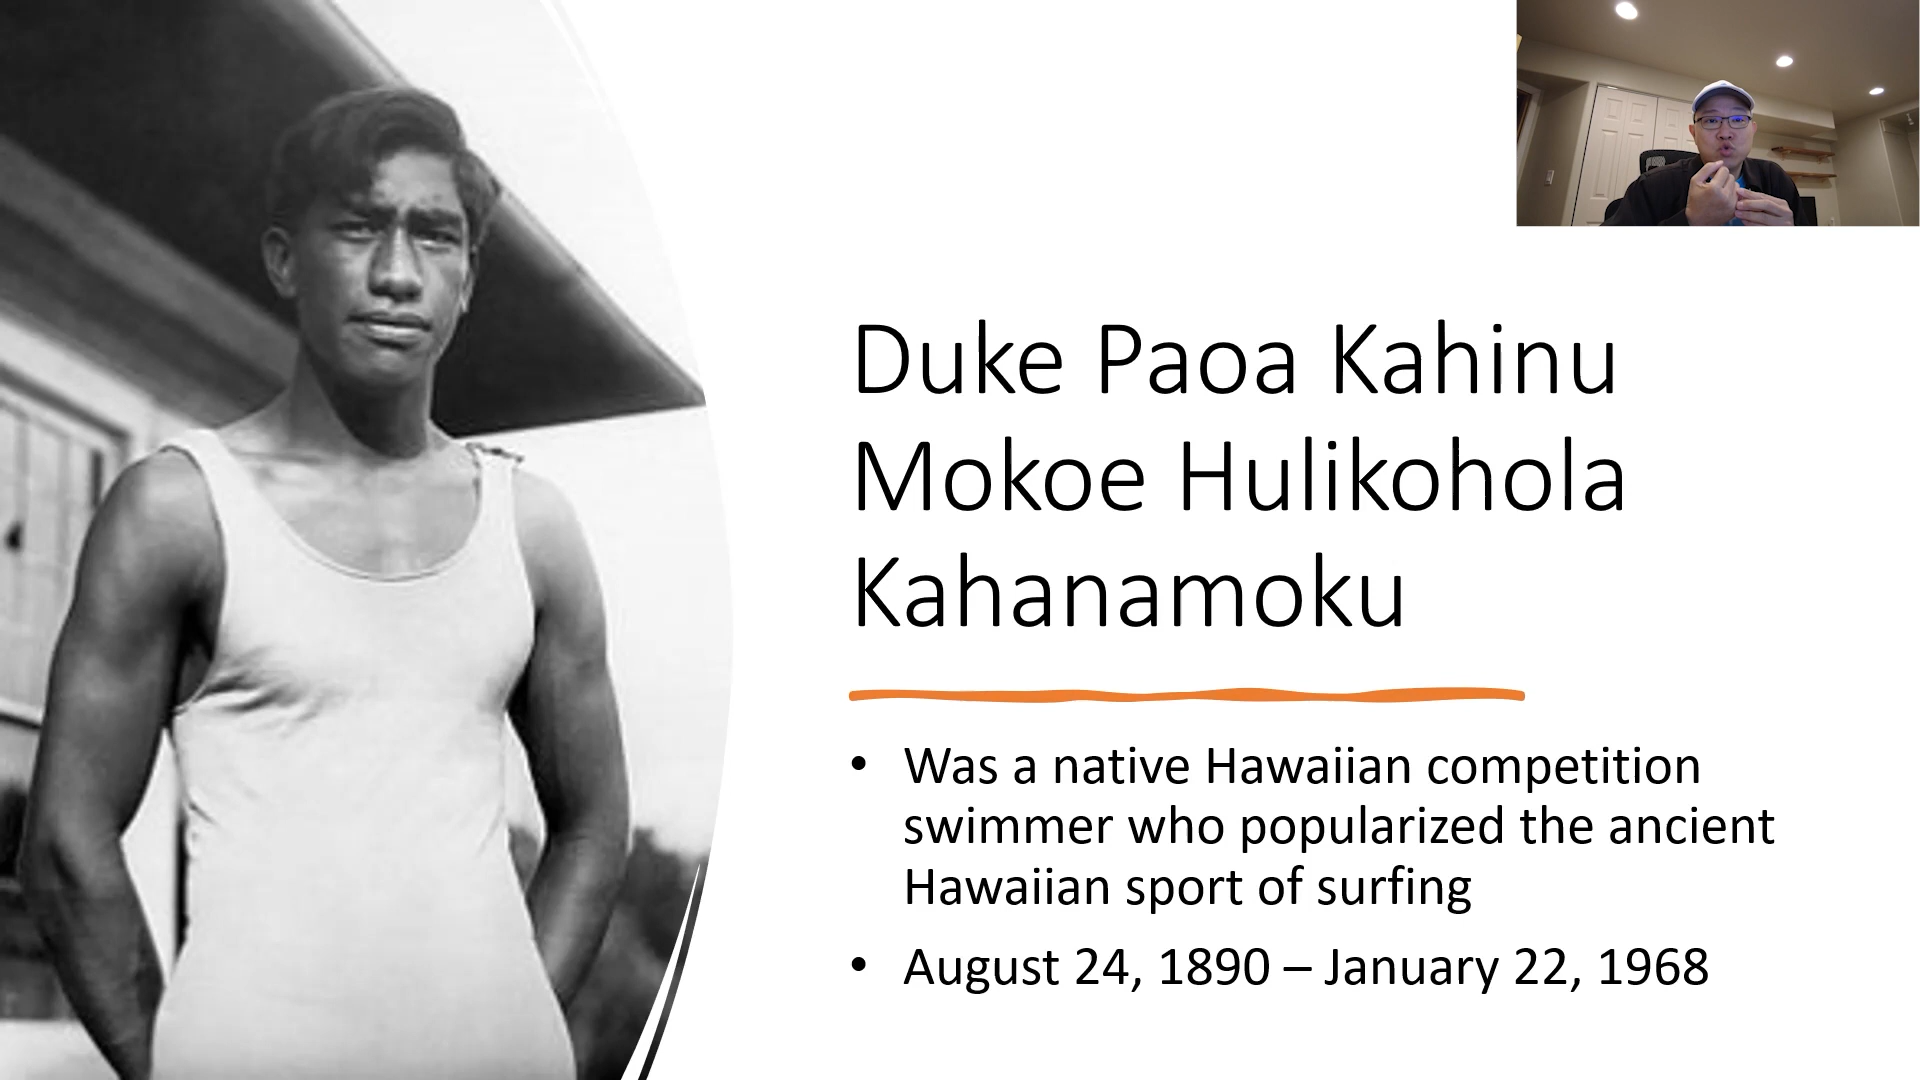 Duke Paoa Kahinu
Mokoe Hulikohola
Kahanamoku
• Was a native Hawaiian competition
swimmer who popularized the ancient
Hawaiian sport of surfing
• August 24, 1890 – January 22, 1968